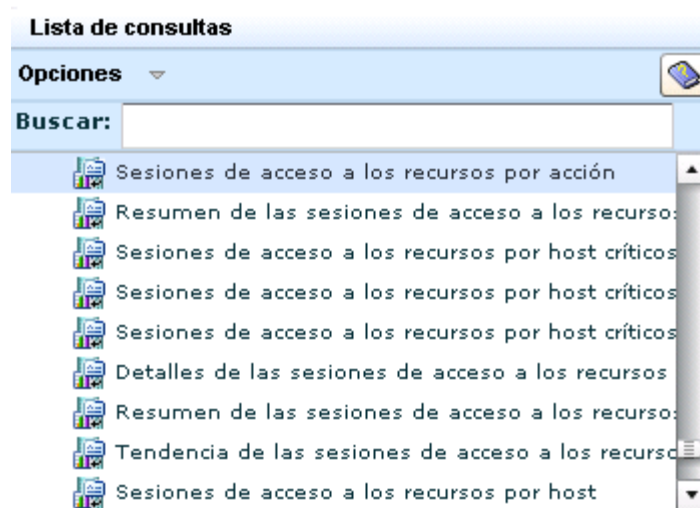 Lista de consultas
Opciones
Buscar:
Sesiones de acceso a los recursos por acción
Resumen de las sesiones de acceso a los
Sesiones de acceso a los recursos por host críticos
Sesiones de acceso a los recursos por host críticos
Sesiones de acceso a los recursos por host críticos
Detalles de las sesiones de acceso a los recursos
Resumen de las sesiones de acceso a los
Tendencia de las sesiones de acceso a los
Sesiones de acceso a los recursos por host